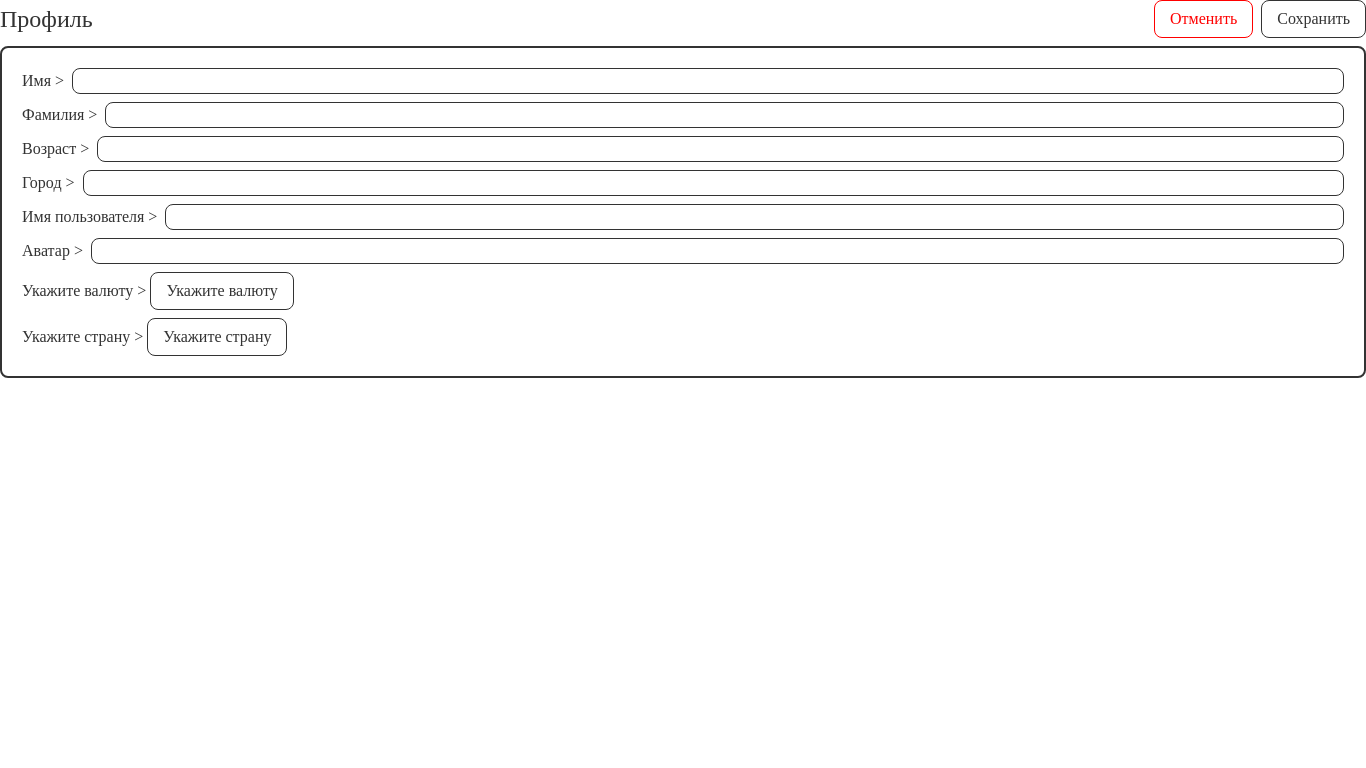 Профиль
Отменить
Сохранить
Имя >
Фамилия >
Возраст >
Город >
Имя пользователя >
Аватар >
Укажите валюту > Укажите валюту
Укажите страну > Укажите страну